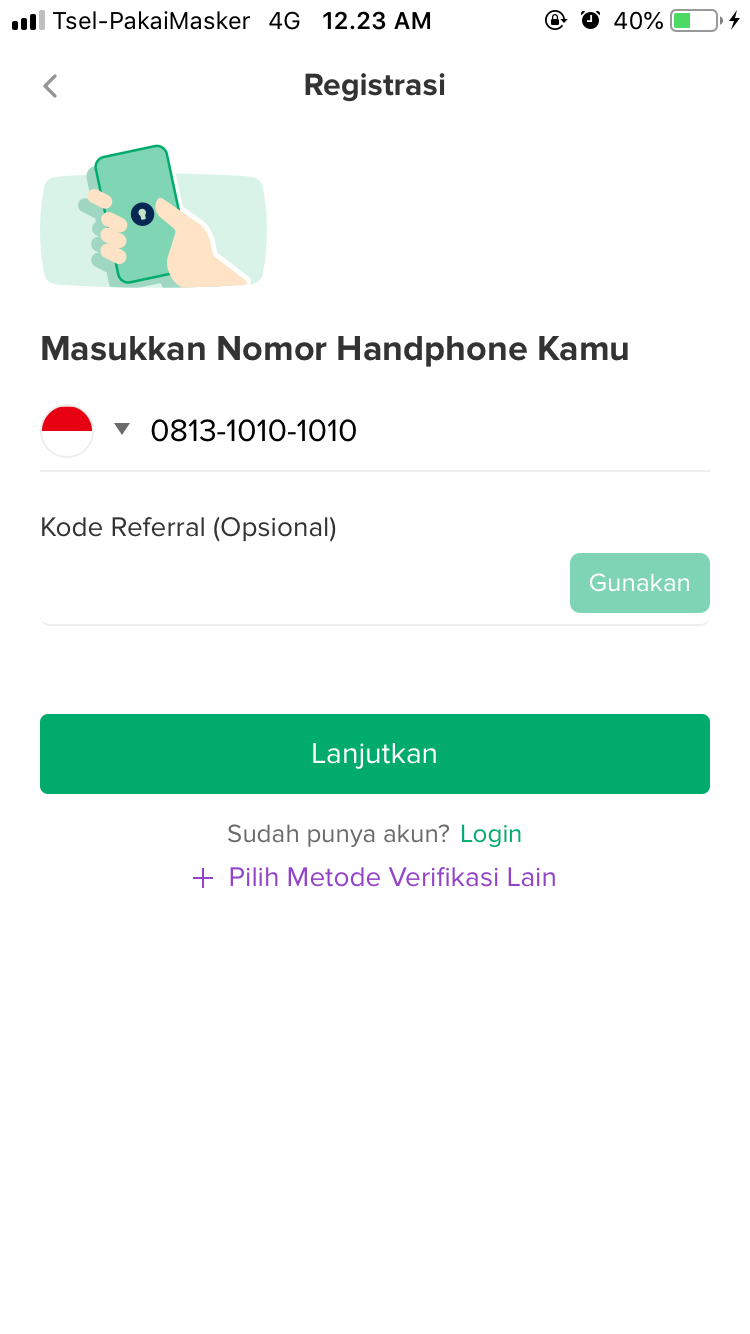 Tsel-PakaiMasker 4G 12.23 AM 40%
Registrasi
Masukkan Nomor Handphone Kamu
0813-1010-1010
Kode Referral (Opsional)
Gunakan
Lanjutkan
Sudah punya akun? Login
+ Pilih Metode Verifikasi Lain